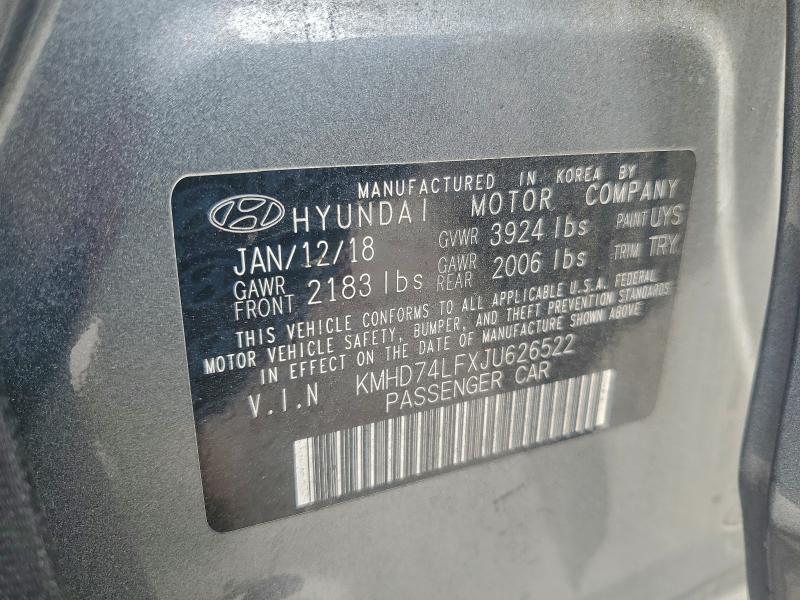 MANUFACTURED IN KOREA BY
HYUNDAI MOTOR COMPANY
JAN/12/18 GVWR 3924 lbs PAINT UYS
GAWR FRONT 2183 lbs GAWR REAR 2006 lbs TRIM TRY
THIS VEHICLE CONFORMS TO ALL APPLICABLE U.S.A. FEDERAL
MOTOR VEHICLE SAFETY, BUMPER, AND THEFT PREVENTION STANDARDS
IN EFFECT ON THE DATE OF MANUFACTURE SHOWN ABOVE
V.I.N KMHD74LFXJU626522
PASSENGER CAR